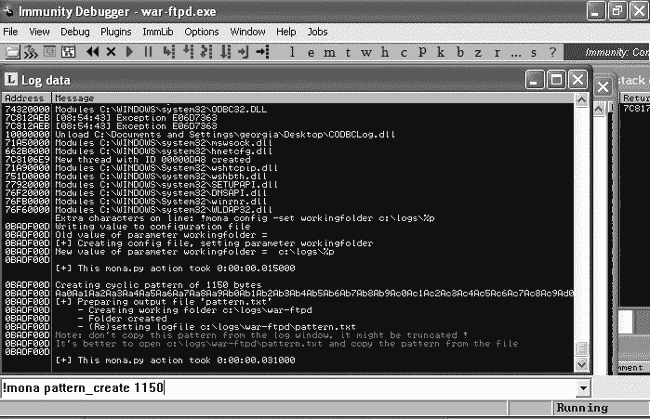 Immunity Debugger - war-ftpd.exe
File View Debug Plugins ImmLib Options Window Help Jobs
l e m t w h c P k b z r ... s ? Immunity: Con
Log data
stack
Address Message
Retur
74320000 Modules C:\WINDOWS\system32\ODBC32.DLL
7C812AEB [08:54:43] Exception E06D7363
7C812AEB [08:54:43] Exception E06D7363
10000000 Unload C:\Documents and Settings\georgia\Desktop\CODBCLog.dll
71A50000 Modules C:\WINDOWS\system32\mswsock.dll
662B0000 Modules C:\WINDOWS\system32\hnetcfg.dll
7C8106E9 New thread with ID 00000DA8 created
71A90000 Modules C:\WINDOWS\system32\wshtcpip.dll
751D0000 Modules C:\WINDOWS\system32\wshbth.dll
77920000 Modules C:\WINDOWS\system32\SETUPAPI.dll
76F20000 Modules C:\WINDOWS\system32\DNSAPI.dll
76FB0000 Modules C:\WINDOWS\system32\winrnr.dll
76F60000 Modules C:\WINDOWS\system32\WLDAP32.dll
Extra characters on line: !mona config -set workingfolder c:\logs\%p
0BADF00D Writing value to configuration file
0BADF00D Old value of parameter workingfolder =
0BADF00D [+] Creating config file, setting parameter workingfolder
0BADF00D New value of parameter workingfolder = c:\logs\%p
0BADF00D
[+] This mona.py action took 0:00:00.015000
0BADF00D Creating cyclic pattern of 1150 bytes
0BADF00D Aa0Aa1Aa2Aa3Aa4Aa5Aa6Aa7Aa8Aa9Ab0Ab1Ab2Ab3Ab4Ab5Ab6Ab7Ab8Ab9Ac0Ac1Ac2Ac3Ac4Ac5Ac6Ac7Ac8Ac9Ad0
0BADF00D [+] Preparing output file 'pattern.txt'
0BADF00D - Creating working folder c:\logs\war-ftpd
0BADF00D - Folder created
0BADF00D - (Re)setting logfile c:\logs\war-ftpd\pattern.txt
0BADF00D Note: don't copy this pattern from the log window, it might be truncated !
0BADF00D It's better to open c:\logs\war-ftpd\pattern.txt and copy the pattern from the file
0BADF00D
[+] This mona.py action took 0:00:00.031000
!mona pattern_create 1150
mment
Running